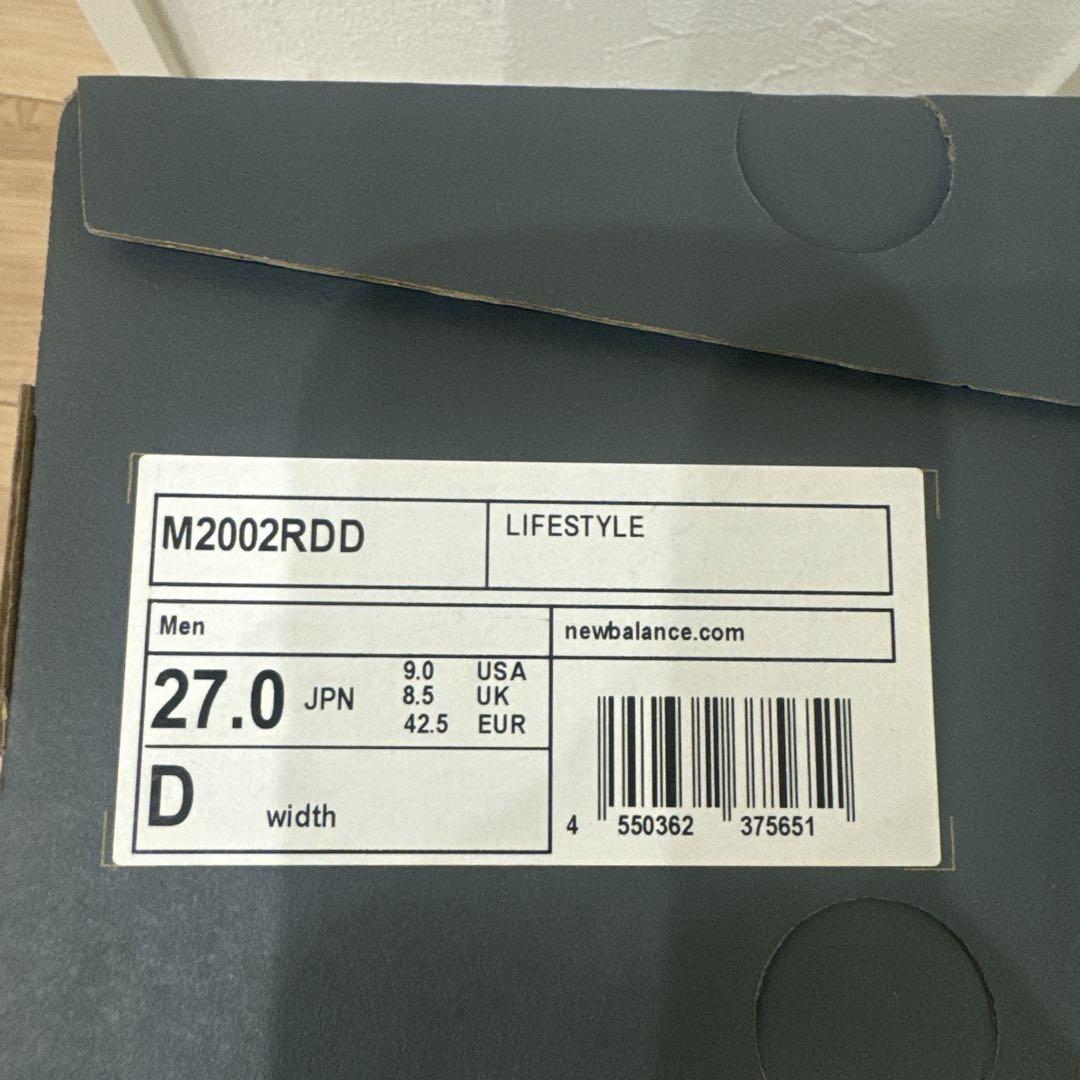 M2002RDD
LIFESTYLE
Men
newbalance.com
27.0 JPN
9.0 USA
8.5 UK
42.5 EUR
D width
4 550362 375651